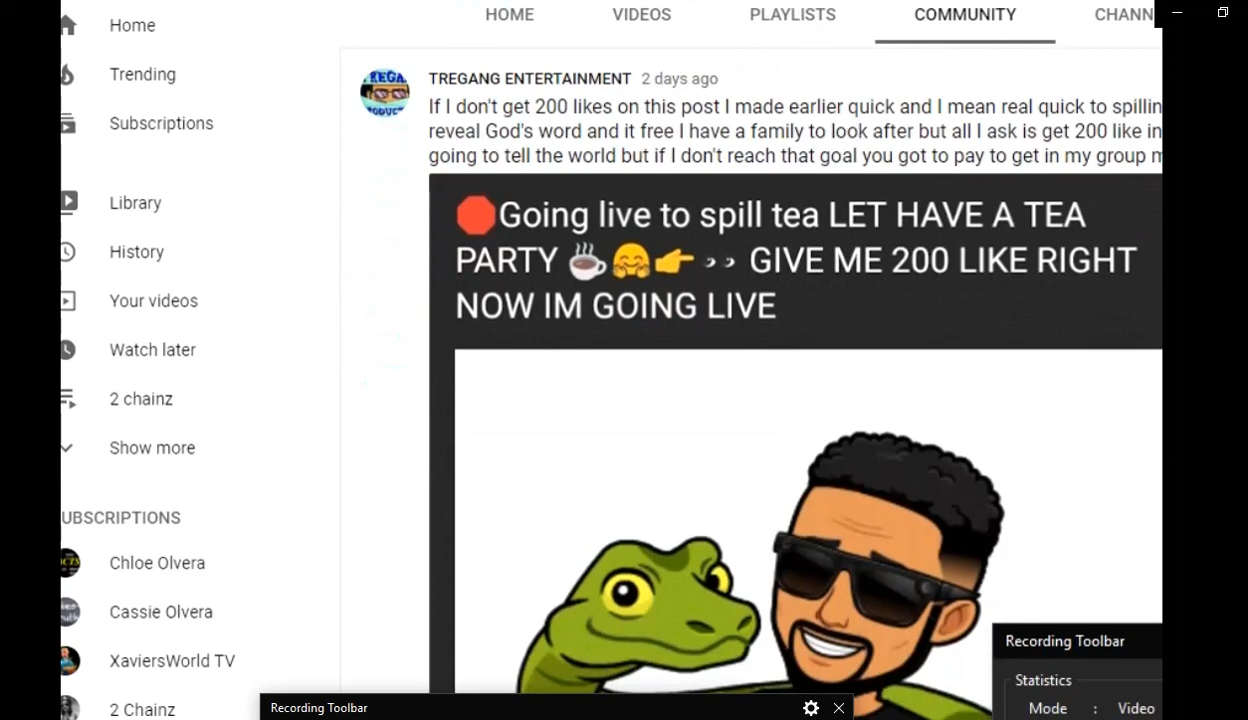 Home
Trending
Subscriptions
Library
History
Your videos
Watch later
2 chainz
Show more
UBSCRIPTIONS
Chloe Olvera
Cassie Olvera
XaviersWorld TV
2 Chainz
HOME VIDEOS PLAYLISTS COMMUNITY CHANN
TREGANG ENTERTAINMENT 2 days ago
If I don't get 200 likes on this post I made earlier quick and I mean real quick to spillin
reveal God's word and it free I have a family to look after but all I ask is get 200 like in
going to tell the world but if I don't reach that goal you got to pay to get in my group m
🛑Going live to spill tea LET HAVE A TEA
PARTY ☕🤗👉 👀 GIVE ME 200 LIKE RIGHT
NOW IM GOING LIVE
Recording Toolbar
Statistics
Mode : Video
Recording Toolbar